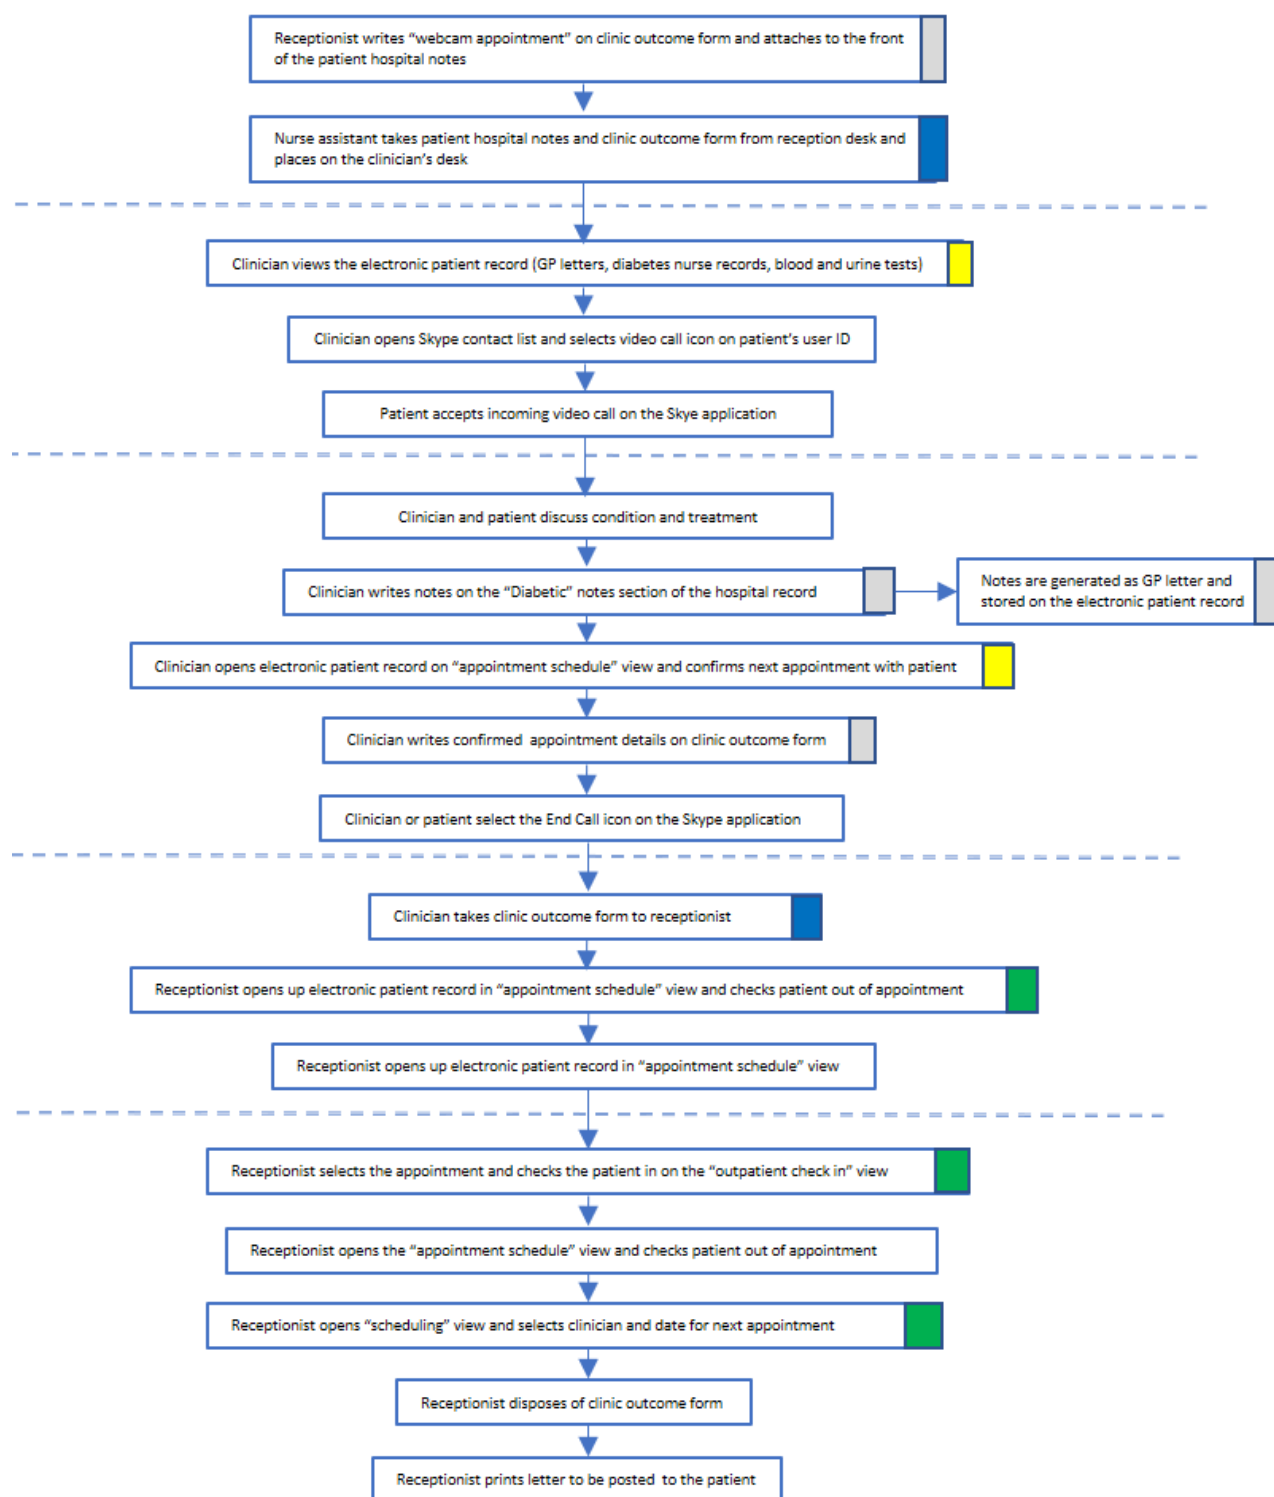 Receptionist writes “webcam appointment” on clinic outcome form and attaches to the front
of the patient hospital notes
Nurse assistant takes patient hospital notes and clinic outcome form from reception desk and
places on the clinician’s desk
Clinician views the electronic patient record (GP letters, diabetes nurse records, blood and urine tests)
Clinician opens Skype contact list and selects video call icon on patient’s user ID
Patient accepts incoming video call on the Skye application
Clinician and patient discuss condition and treatment
Clinician writes notes on the “Diabetic” notes section of the hospital record
Notes are generated as GP letter and
stored on the electronic patient record
Clinician opens electronic patient record on “appointment schedule” view and confirms next appointment with patient
Clinician writes confirmed appointment details on clinic outcome form
Clinician or patient select the End Call icon on the Skype application
Clinician takes clinic outcome form to receptionist
Receptionist opens up electronic patient record in “appointment schedule” view and checks patient out of appointment
Receptionist opens up electronic patient record in “appointment schedule” view
Receptionist selects the appointment and checks the patient in on the “outpatient check in” view
Receptionist opens the “appointment schedule” view and checks patient out of appointment
Receptionist opens “scheduling” view and selects clinician and date for next appointment
Receptionist disposes of clinic outcome form
Receptionist prints letter to be posted to the patient